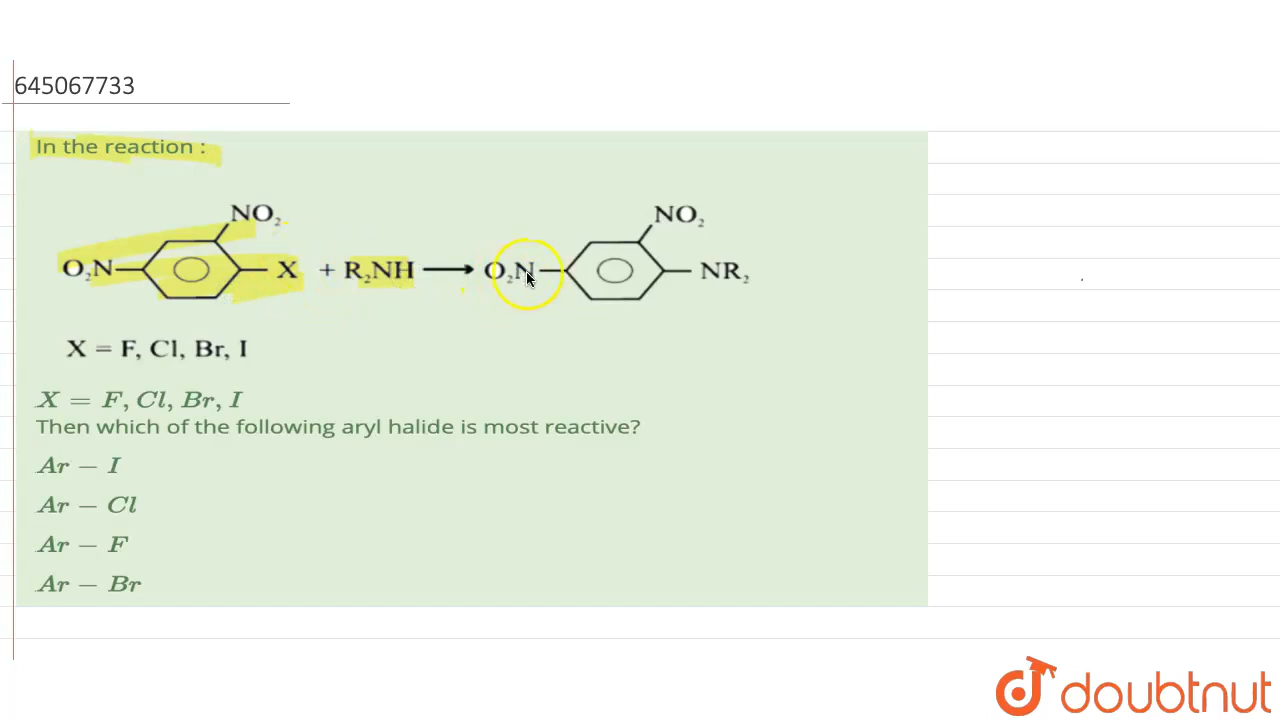 645067733
In the reaction :
NO₂
O₂N
X + R₂NH → O₂N
NO₂
NR₂
X = F, Cl, Br, I
X = F, Cl, Br, I
Then which of the following aryl halide is most reactive?
Ar − I
Ar − Cl
Ar − F
Ar − Br
doubtnut